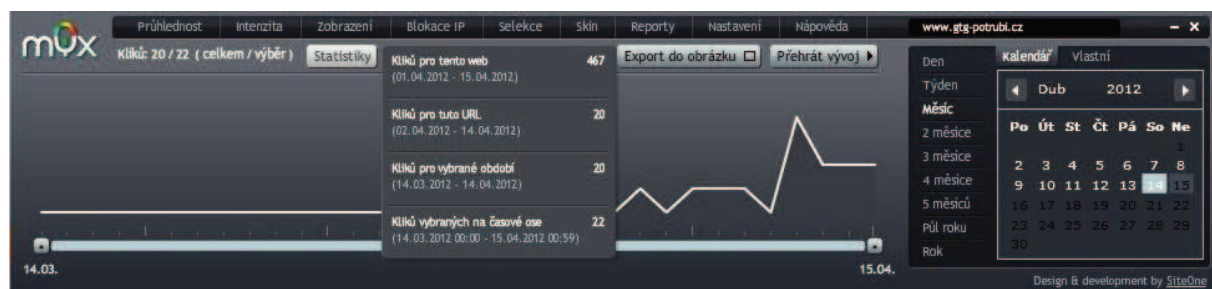 mux
Průhlednost Intenzita Zobrazení Blokace IP Selekce Skin Reporty Nastavení Nápověda
www.gtg-potrubi.cz
Kliků: 20 / 22 ( celkem / výběr )
Statistiky
Kliků pro tento web 467
(01.04.2012 - 15.04.2012)
Kliků pro tuto URL 20
(02.04.2012 - 14.04.2012)
Kliků pro vybrané období 20
(14.03.2012 - 14.04.2012)
Kliků vybraných na časové ose 22
(14.03.2012 00:00 - 15.04.2012 00:59)
Export do obrázku
Přehrát vývoj
14.03.
15.04.
Den
Týden
Měsíc
2 měsíce
3 měsíce
4 měsíce
5 měsíců
Půl roku
Rok
Kalendář Vlastní
Dub 2012
Po Út St Čt Pá So Ne
1
2 3 4 5 6 7 8
9 10 11 12 13 14 15
16 17 18 19 20 21 22
23 24 25 26 27 28 29
30
Design & development by SiteOne